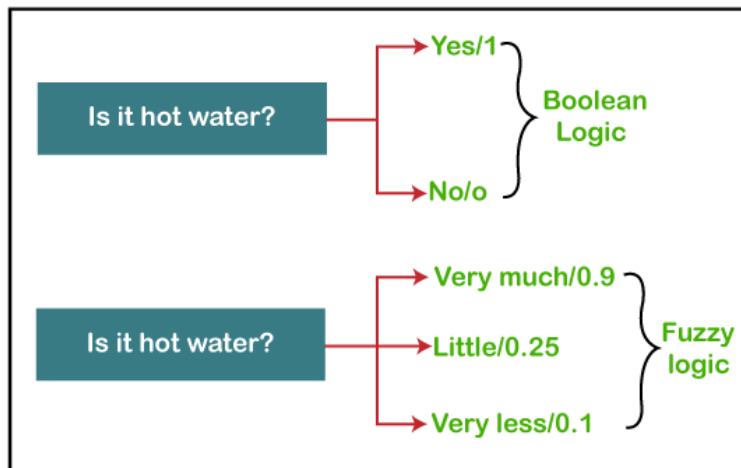 Is it hot water?
Yes/1
No/o
Boolean
Logic
Is it hot water?
Very much/0.9
Little/0.25
Very less/0.1
Fuzzy
logic